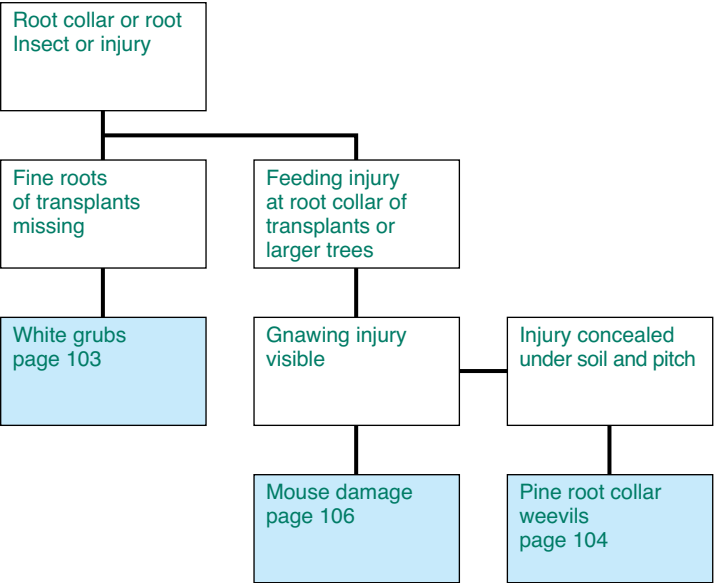 Root collar or root
Insect or injury
Fine roots
of transplants
missing
Feeding injury
at root collar of
transplants or
larger trees
White grubs
page 103
Gnawing injury
visible
Injury concealed
under soil and pitch
Mouse damage
page 106
Pine root collar
weevils
page 104